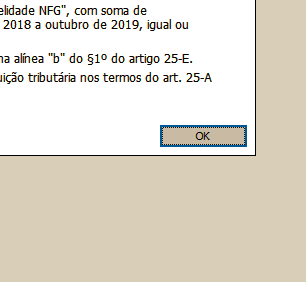 elidade NFG", com soma de
2018 a outubro de 2019, igual ou
na alínea "b" do §1º do artigo 25-E.
uição tributária nos termos do art. 25-A
OK